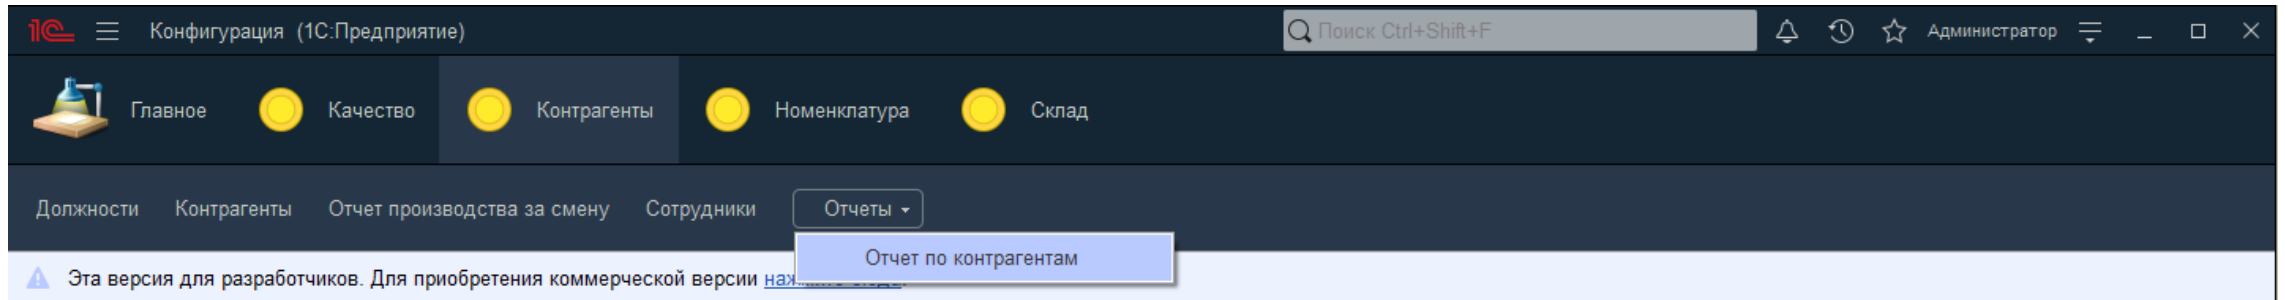 1С Конфигурация (1С:Предприятие) Поиск Ctrl+Shift+F Администратор
Главное Качество Контрагенты Номенклатура Склад
Должности Контрагенты Отчет производства за смену Сотрудники Отчеты
Отчет по контрагентам
Эта версия для разработчиков. Для приобретения коммерческой версии